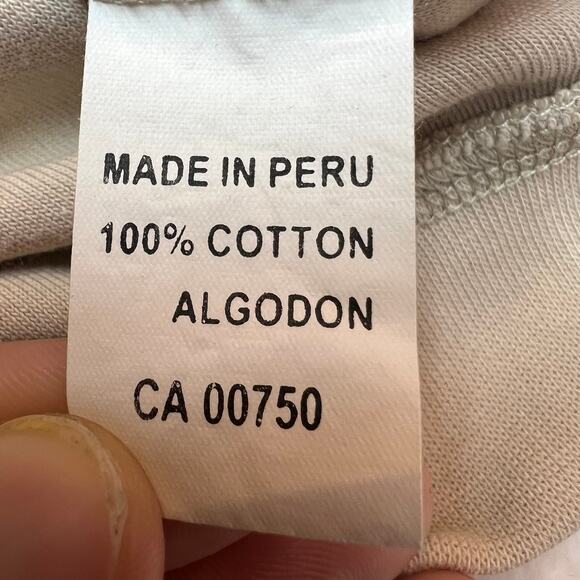 MADE IN PERU
100% COTTON
ALGODON
CA 00750